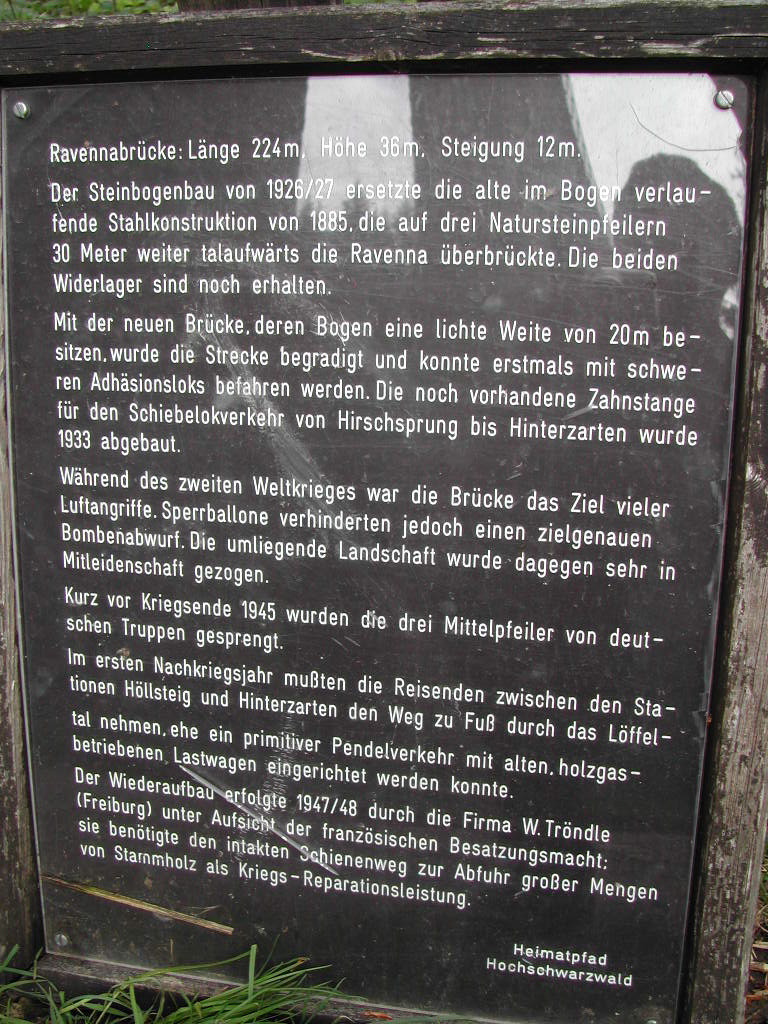 Ravennabrücke: Länge 224m, Höhe 36m, Steigung 12m.
Der Steinbogenbau von 1926/27 ersetzte die alte im Bogen verlau-
fende Stahlkonstruktion von 1885, die auf drei Natursteinpfeilern
30 Meter weiter talaufwärts die Ravenna überbrückte. Die beiden
Widerlager sind noch erhalten.
Mit der neuen Brücke, deren Bogen eine lichte Weite von 20m be-
sitzen, wurde die Strecke begradigt und konnte erstmals mit schwe-
ren Adhäsionsloks befahren werden. Die noch vorhandene Zahnstange
für den Schiebelokverkehr von Hirschsprung bis Hinterzarten wurde
1933 abgebaut.
Während des zweiten Weltkrieges war die Brücke das Ziel vieler
Luftangriffe. Sperrballone verhinderten jedoch einen zielgenauen
Bombenabwurf. Die umliegende Landschaft wurde dagegen sehr in
Mitleidenschaft gezogen.
Kurz vor Kriegsende 1945 wurden die drei Mittelpfeiler von deut-
schen Truppen gesprengt.
Im ersten Nachkriegsjahr mußten die Reisenden zwischen den Sta-
tionen Höllsteig und Hinterzarten den Weg zu Fuß durch das Löffel-
tal nehmen, ehe ein primitiver Pendelverkehr mit alten, holzgas-
betriebenen Lastwagen eingerichtet werden konnte.
Der Wiederaufbau erfolgte 1947/48 durch die Firma W. Tröndle
(Freiburg) unter Aufsicht der französischen Besatzungsmacht;
sie benötigte den intakten Schienenweg zur Abfuhr großer Mengen
von Stammholz als Kriegs-Reparationsleistung.
Heimatpfad
Hochschwarzwald